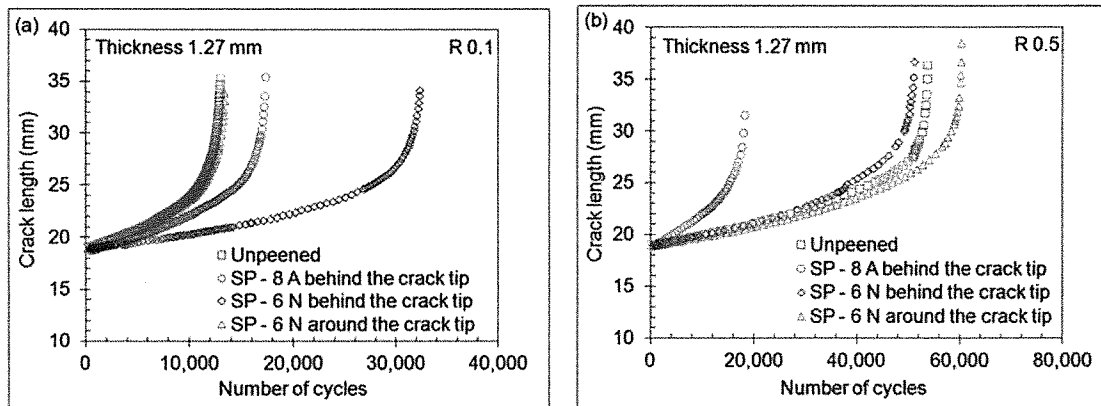 (a)
Thickness 1.27 mm
R 0.1
40
35
30
25
20
15
10
Crack length (mm)
□ Unpeened
○ SP - 8 A behind the crack tip
◇ SP - 6 N behind the crack tip
△ SP - 6 N around the crack tip
0
10,000
20,000
30,000
40,000
Number of cycles
(b)
Thickness 1.27 mm
R 0.5
40
35
30
25
20
15
10
Crack length (mm)
□ Unpeened
○ SP - 8 A behind the crack tip
◇ SP - 6 N behind the crack tip
△ SP - 6 N around the crack tip
0
20,000
40,000
60,000
80,000
Number of cycles